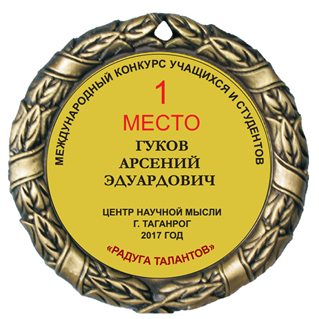 МЕЖДУНАРОДНЫЙ КОНКУРС УЧАЩИХСЯ И СТУДЕНТОВ
1
МЕСТО
ГУКОВ
АРСЕНИЙ
ЭДУАРДОВИЧ
ЦЕНТР НАУЧНОЙ МЫСЛИ
Г. ТАГАНРОГ
2017 ГОД
«РАДУГА ТАЛАНТОВ»